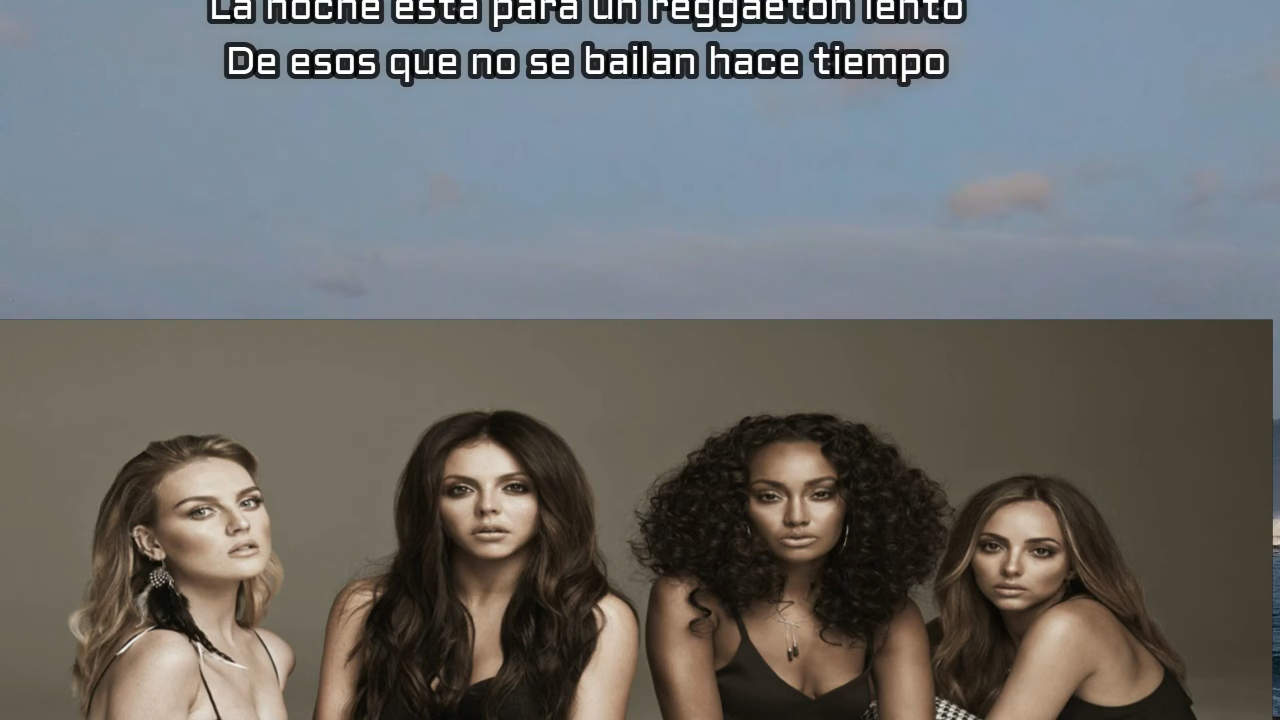 La noche está para un reggaetón lento
De esos que no se bailan hace tiempo